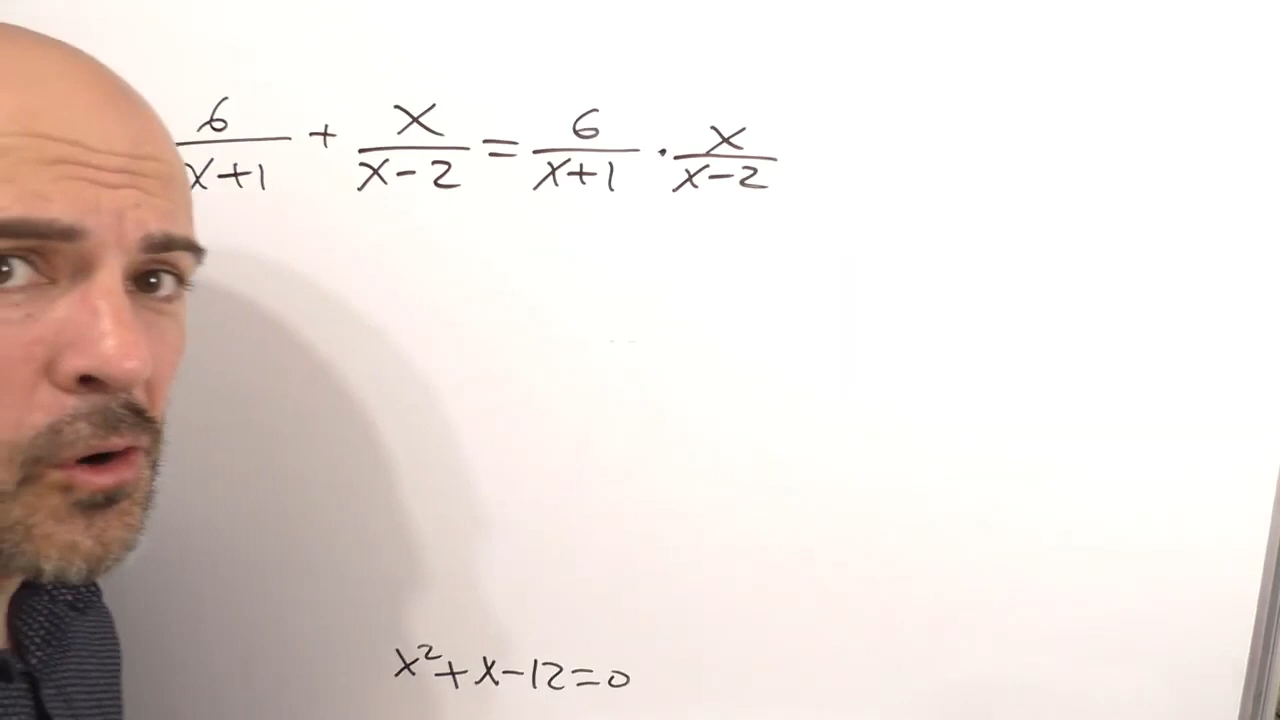 6/(x+1) + x/(x-2) = 6/(x+1) · x/(x-2)
x²+x-12=0